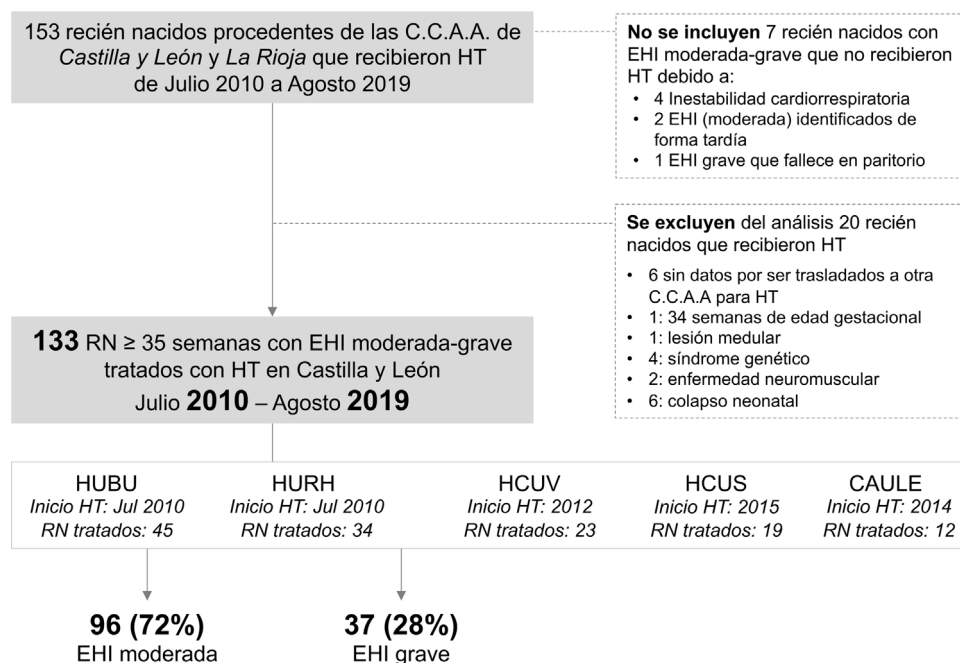 153 recién nacidos procedentes de las C.C.A.A. de
Castilla y León y La Rioja que recibieron HT
de Julio 2010 a Agosto 2019
No se incluyen 7 recién nacidos con
EHI moderada-grave que no recibieron
HT debido a:
• 4 Inestabilidad cardiorrespiratoria
• 2 EHI (moderada) identificados de
forma tardía
• 1 EHI grave que fallece en paritorio
Se excluyen del análisis 20 recién
nacidos que recibieron HT
• 6 sin datos por ser trasladados a otra
C.C.A.A para HT
• 1: 34 semanas de edad gestacional
• 1: lesión medular
• 4: síndrome genético
• 2: enfermedad neuromuscular
• 6: colapso neonatal
133 RN ≥ 35 semanas con EHI moderada-grave
tratados con HT en Castilla y León
Julio 2010 – Agosto 2019
HUBU
Inicio HT: Jul 2010
RN tratados: 45
HURH
Inicio HT: Jul 2010
RN tratados: 34
HCUV
Inicio HT: 2012
RN tratados: 23
HCUS
Inicio HT: 2015
RN tratados: 19
CAULE
Inicio HT: 2014
RN tratados: 12
96 (72%)
EHI moderada
37 (28%)
EHI grave